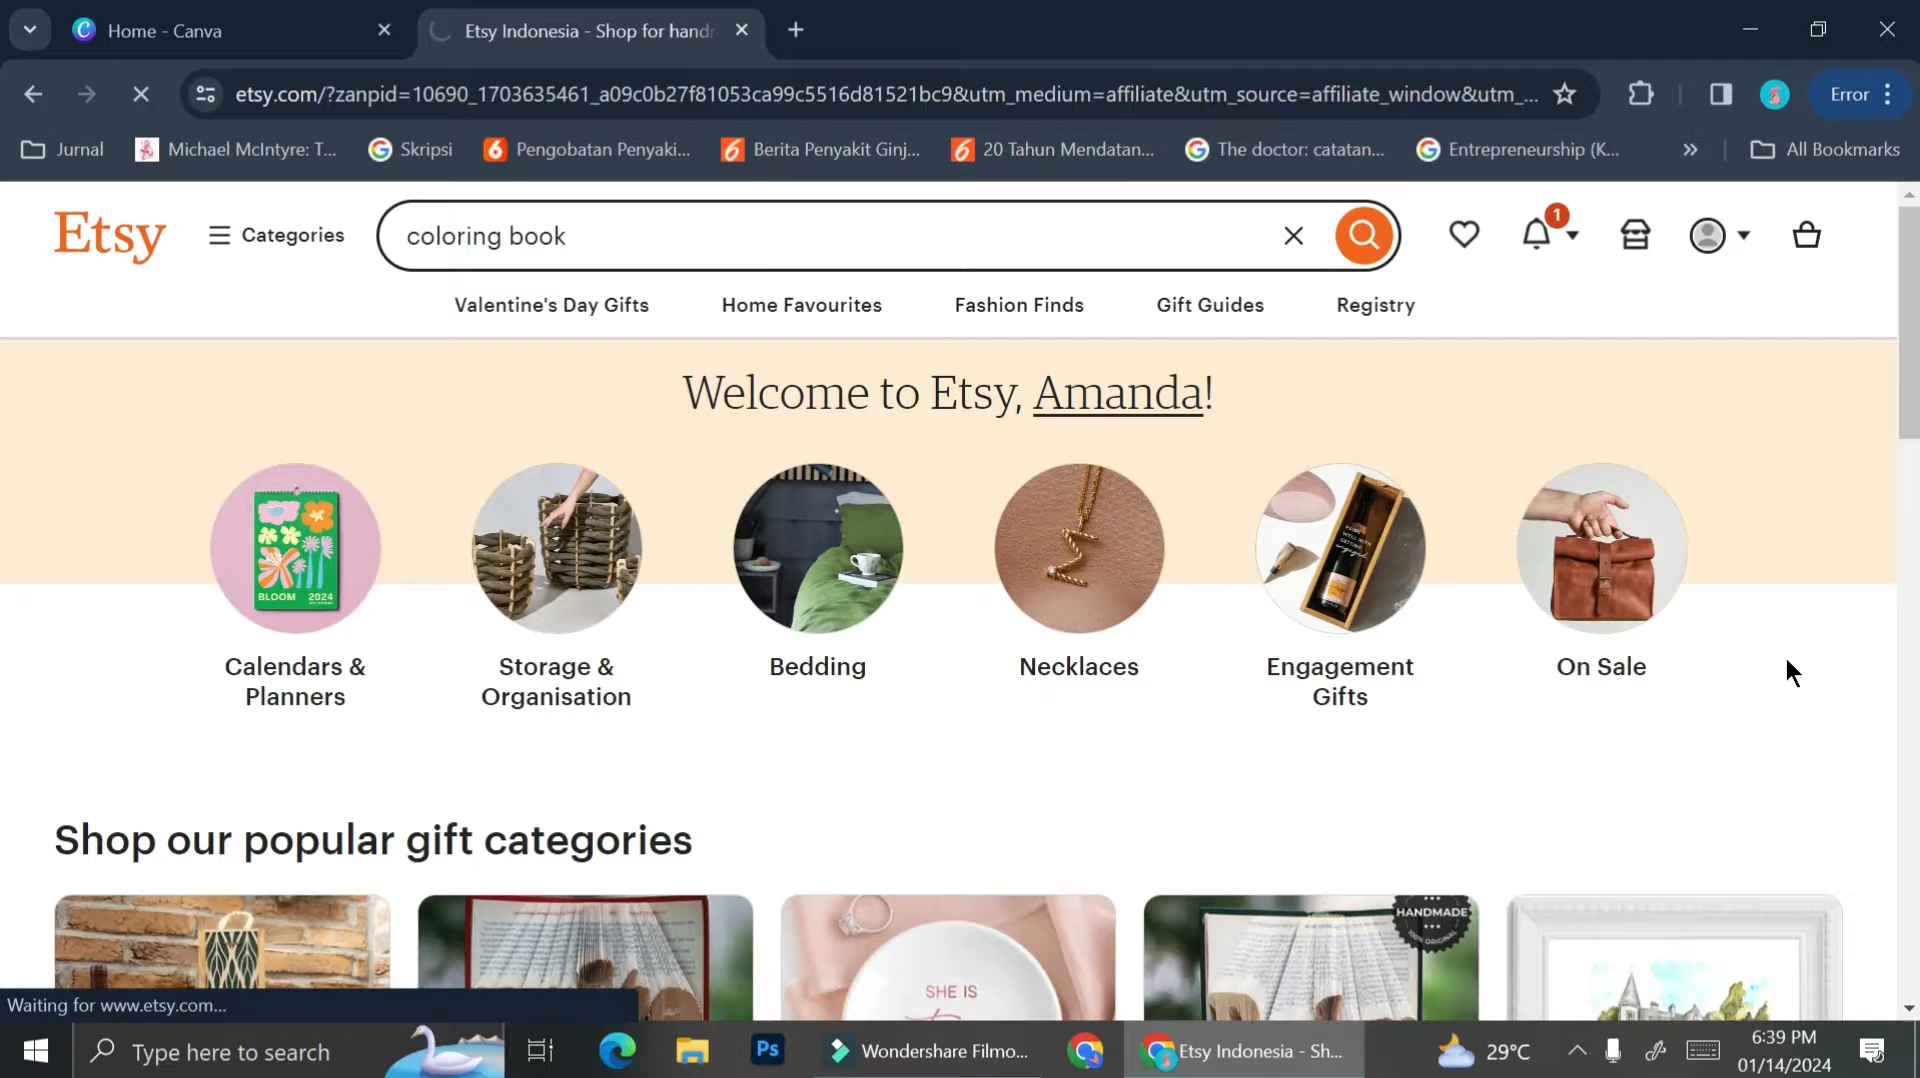 Home - Canva
Etsy Indonesia - Shop for hand
etsy.com/?zanpid=10690_1703635461_a09c0b27f81053ca99c5516d81521bc9&utm_medium=affiliate&utm_source=affiliate_window&utm_...
Error
Jurnal
Michael McIntyre: T...
Skripsi
Pengobatan Penyaki...
Berita Penyakit Ginj...
20 Tahun Mendatan...
The doctor: catatan...
Entrepreneurship (K...
All Bookmarks
Etsy
Categories
coloring book
1
Valentine's Day Gifts
Home Favourites
Fashion Finds
Gift Guides
Registry
Welcome to Etsy, Amanda!
BLOOM 2024
Calendars &
Planners
Storage &
Organisation
Bedding
Necklaces
Engagement
Gifts
On Sale
Shop our popular gift categories
SHE IS
HANDMADE
100% ORIGINAL
Waiting for www.etsy.com...
Type here to search
Ps
Wondershare Filmo...
Etsy Indonesia - Sh...
29°C
6:39 PM
01/14/2024